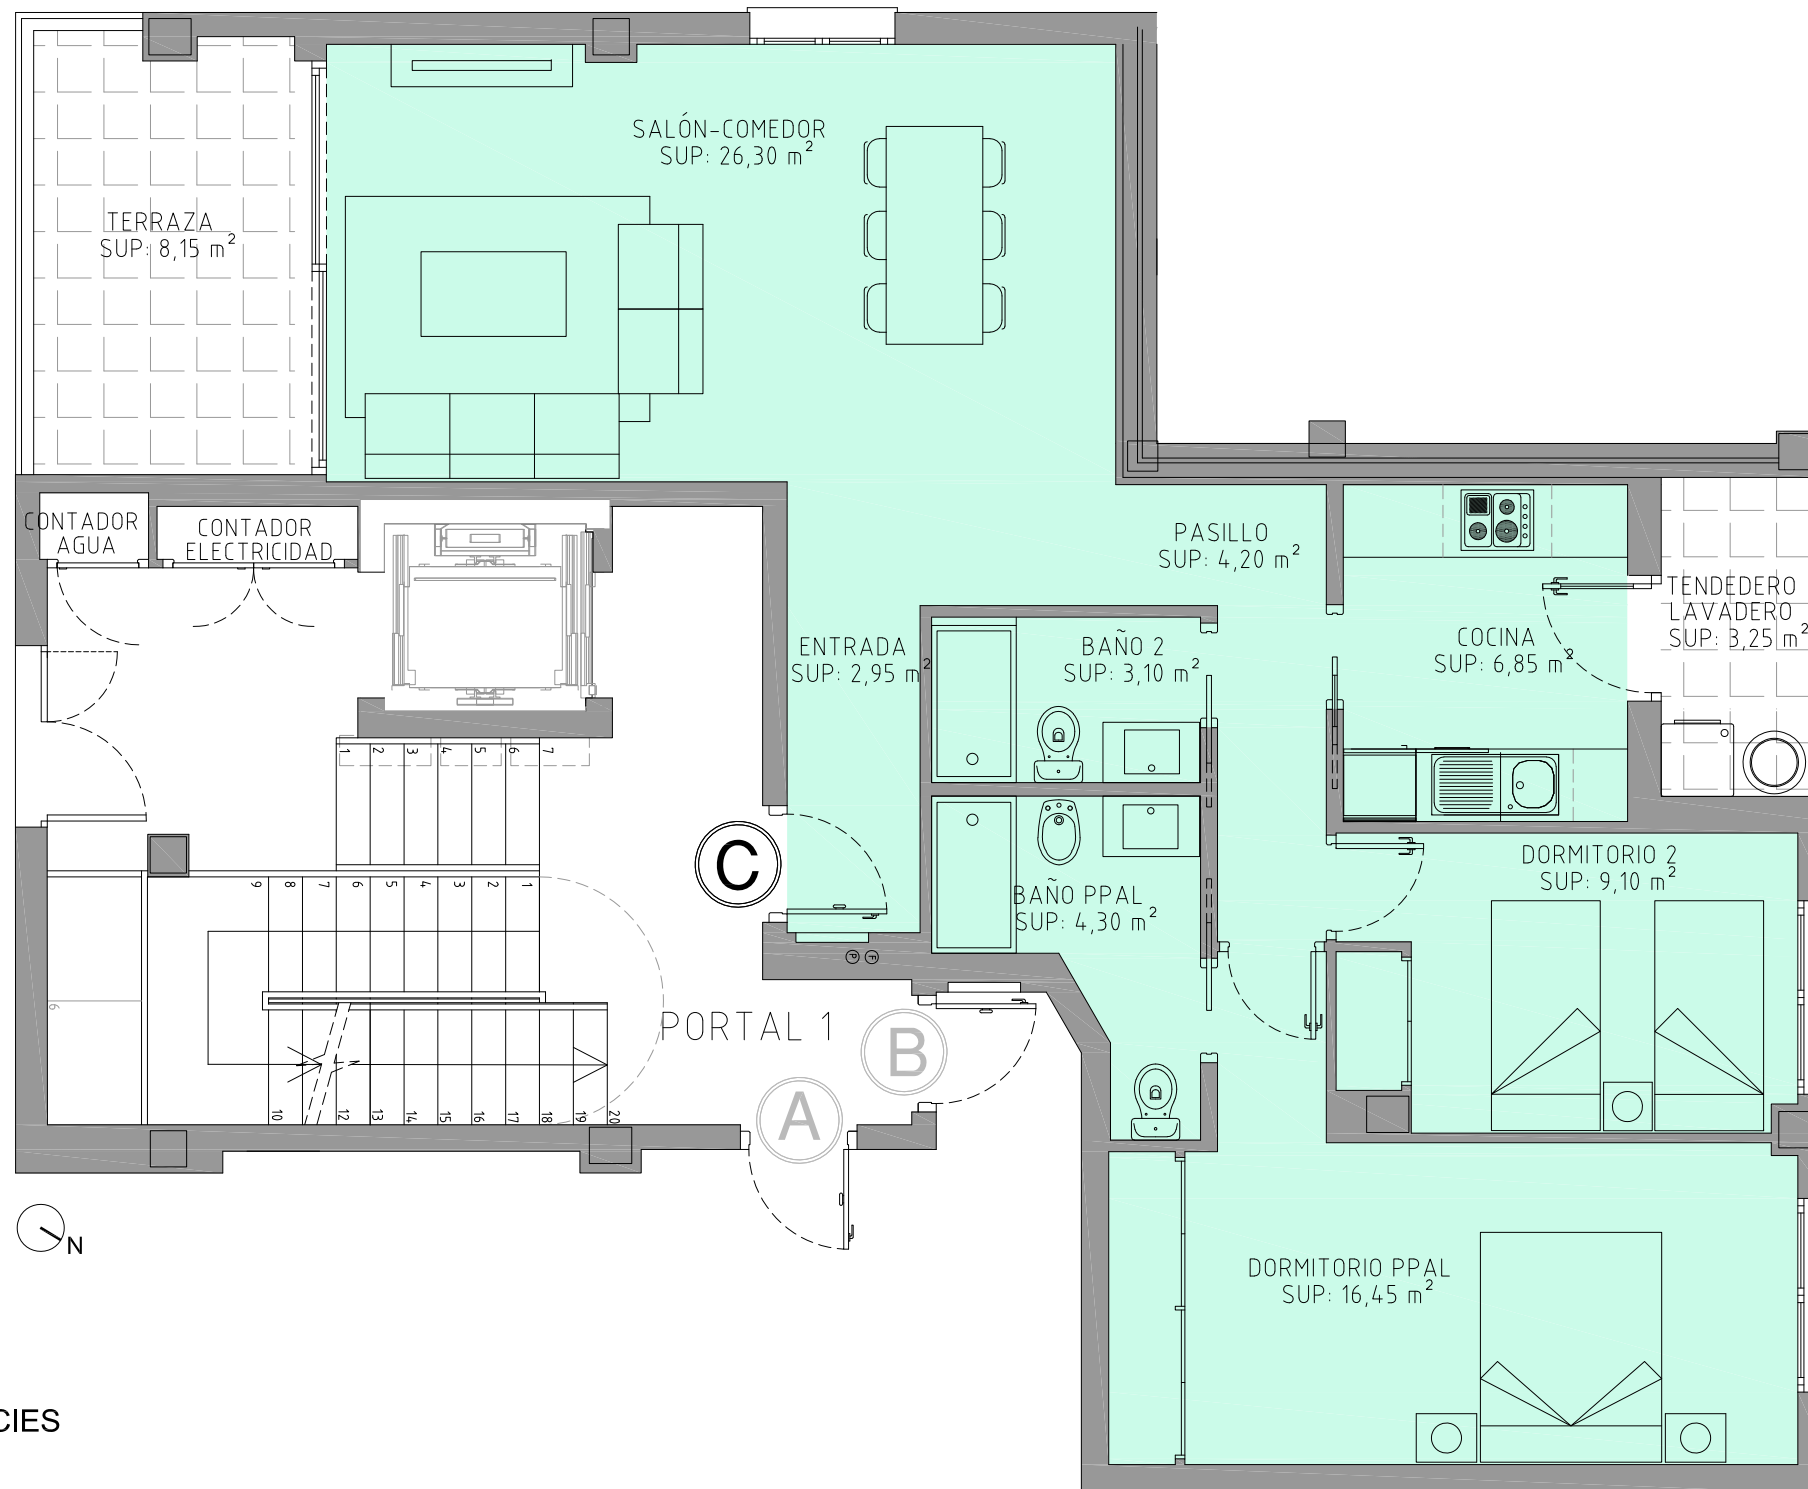 SALÓN-COMEDOR
SUP: 26,30 m²
TERRAZA
SUP: 8,15 m²
CONTADOR
AGUA
CONTADOR
ELECTRICIDAD
PASILLO
SUP: 4,20 m²
TENDEDERO
LAVADERO
SUP: 3,25 m²
ENTRADA
SUP: 2,95 m²
BAÑO 2
SUP: 3,10 m²
COCINA
SUP: 6,85 m²
1 2 3 4 5 6 7
C
DORMITORIO 2
SUP: 9,10 m²
9 8 7 6 5 4 3 2 1
BAÑO PPAL
SUP: 4,30 m²
P F
9
PORTAL 1
B
A
10 12 13 14 15 16 17 18 19 20
N
DORMITORIO PPAL
SUP: 16,45 m²
CIES